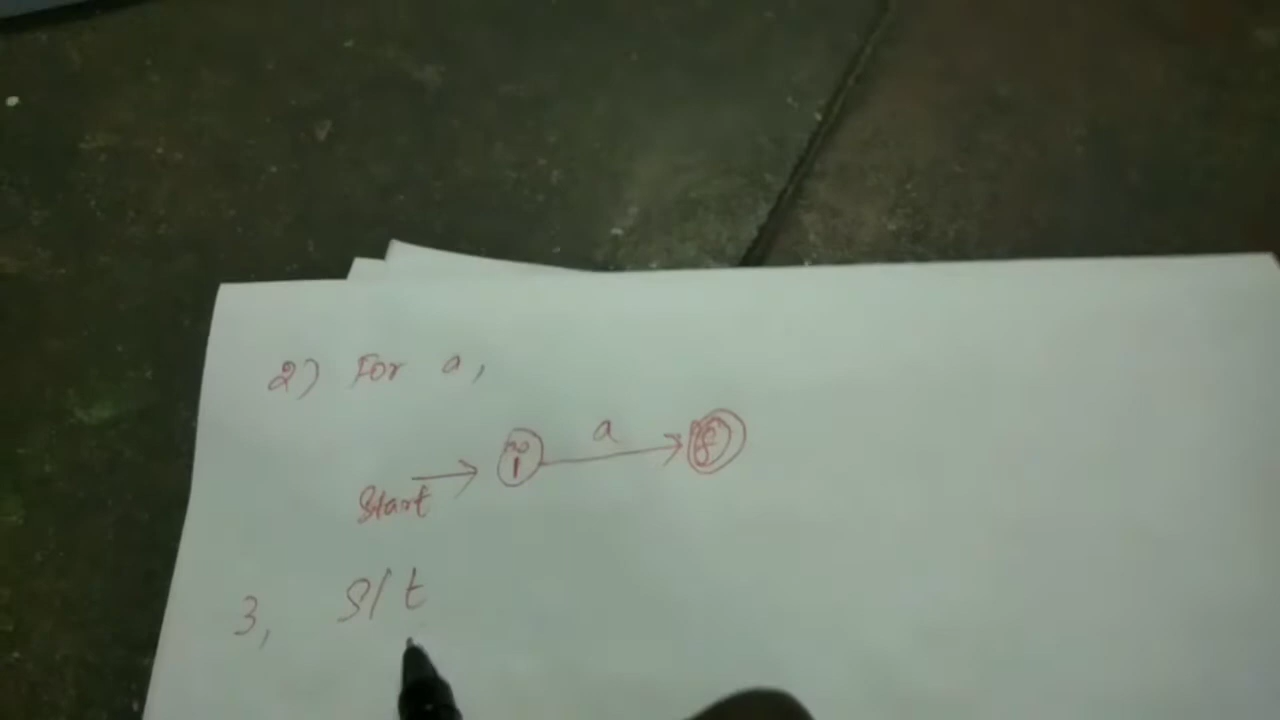 2) For a,
a
i f
Start
3, S/t